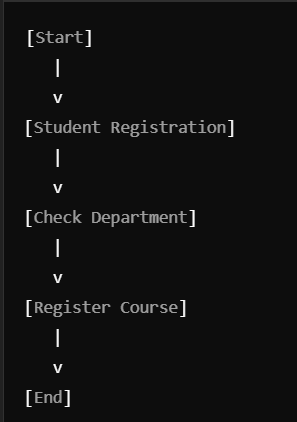 [Start]
|
v
[Student Registration]
|
v
[Check Department]
|
v
[Register Course]
|
v
[End]